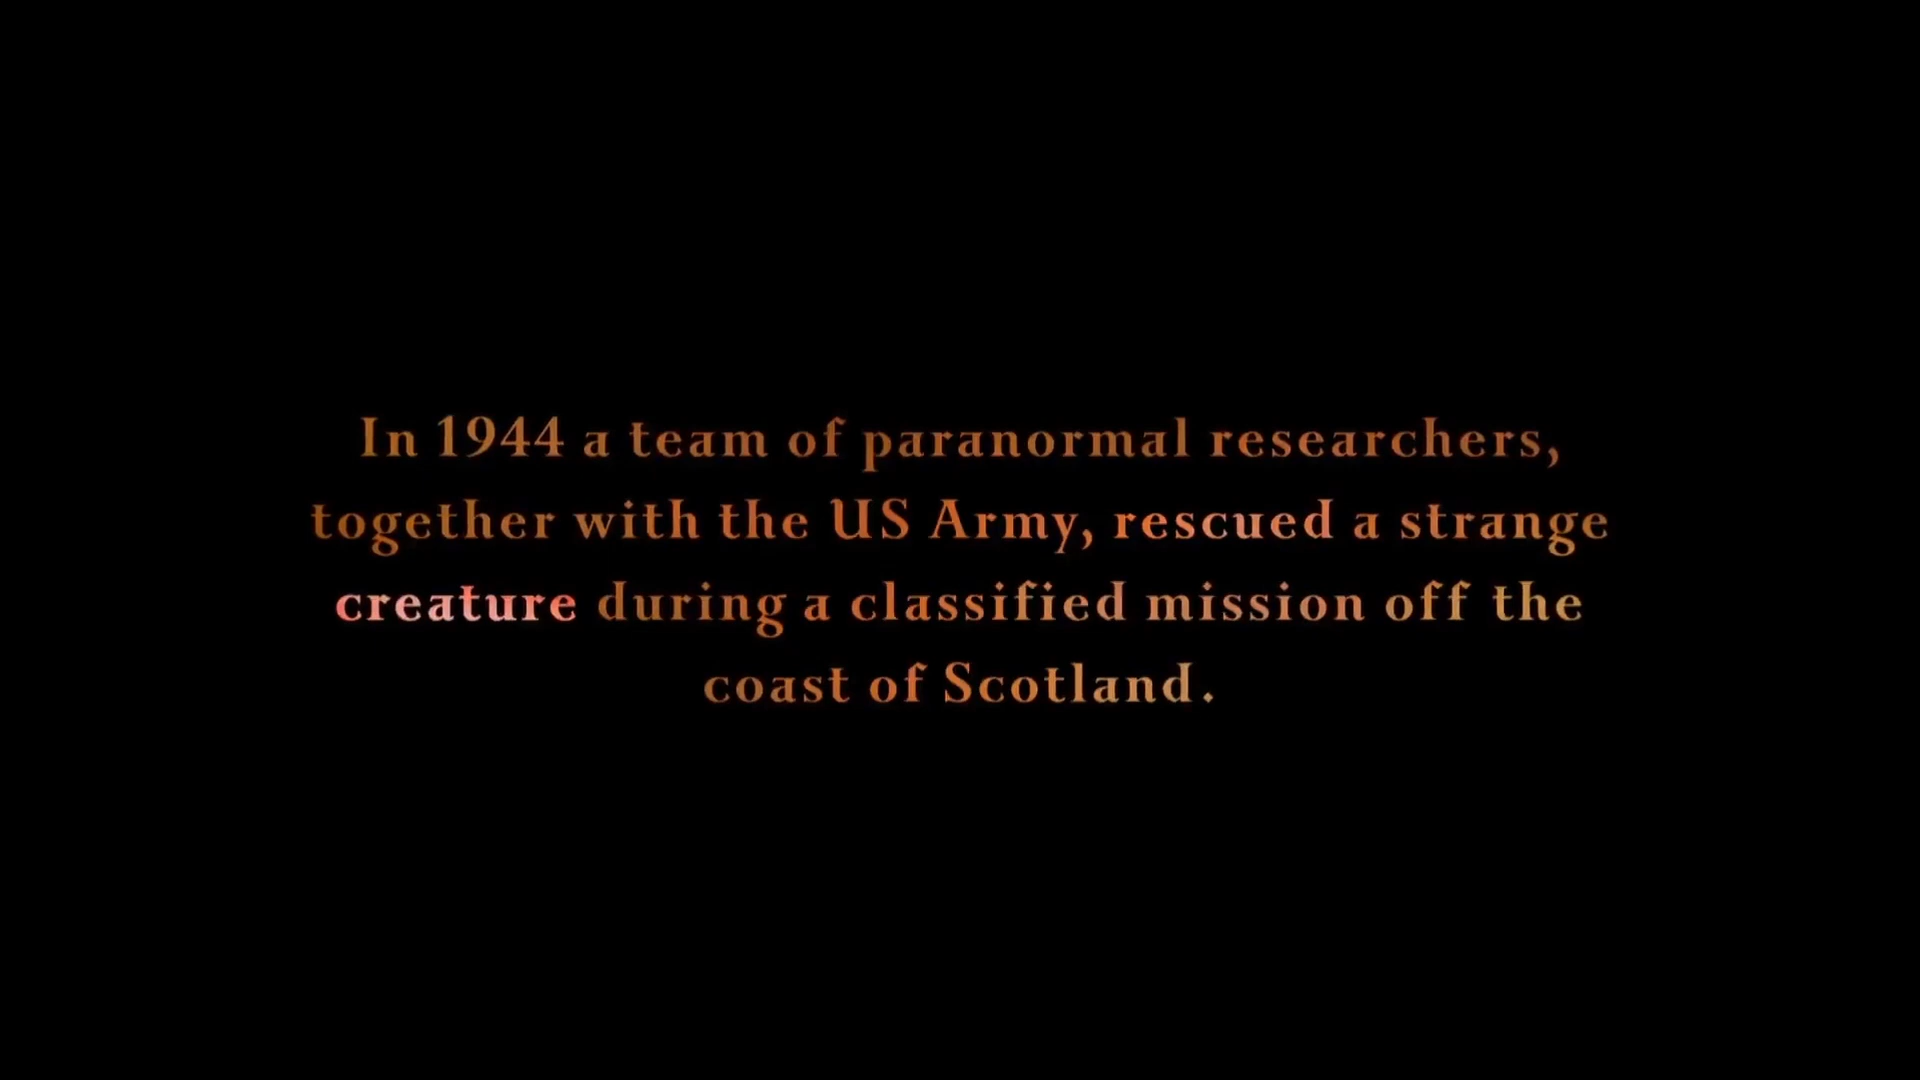 In 1944 a team of paranormal researchers,
together with the US Army, rescued a strange
creature during a classified mission off the
coast of Scotland.